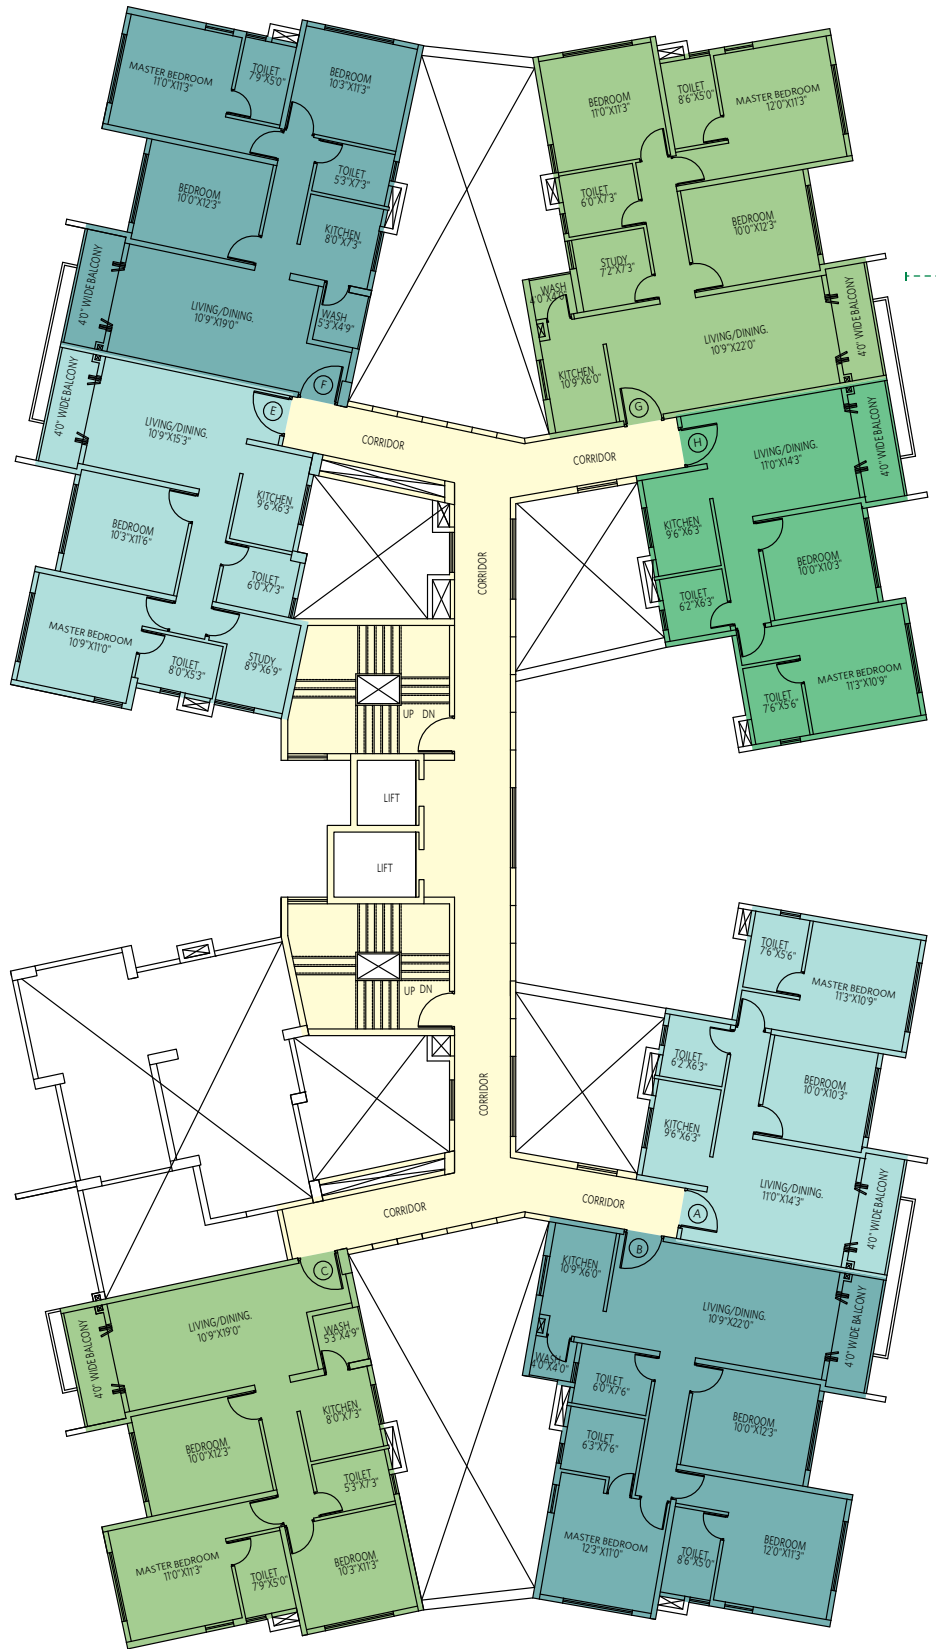 MASTER BEDROOM
11'0"X11'3"
TOILET
7'9"X5'0"
BEDROOM
10'3"X11'3"
TOILET
5'3"X7'3"
BEDROOM
10'0"X12'3"
KITCHEN
8'0"X7'3"
WASH
5'3"X4'9"
4'0" WIDE BALCONY
LIVING/DINING.
10'9"X19'0"
F
BEDROOM
11'0"X11'3"
TOILET
8'6"X5'0"
MASTER BEDROOM
12'0"X11'3"
TOILET
6'0"X7'3"
BEDROOM
10'0"X12'3"
STUDY
7'2"X7'3"
WASH
4'0"X4'0"
LIVING/DINING.
10'9"X22'0"
4'0" WIDE BALCONY
KITCHEN
10'9"X6'0"
G
4'0" WIDE BALCONY
LIVING/DINING.
10'9"X15'3"
E
KITCHEN
9'6"X6'3"
BEDROOM
10'3"X11'6"
TOILET
6'0"X7'3"
MASTER BEDROOM
10'9"X11'0"
TOILET
8'0"X5'3"
STUDY
8'9"X6'9"
CORRIDOR
CORRIDOR
CORRIDOR
H
LIVING/DINING.
11'0"X14'3"
4'0" WIDE BALCONY
KITCHEN
9'6"X6'3"
BEDROOM
10'0"X10'3"
TOILET
6'2"X6'3"
MASTER BEDROOM
11'3"X10'9"
TOILET
7'6"X5'6"
UP DN
LIFT
LIFT
UP DN
TOILET
7'6"X5'6"
MASTER BEDROOM
11'3"X10'9"
TOILET
6'2"X6'3"
BEDROOM
10'0"X10'3"
KITCHEN
9'6"X6'3"
LIVING/DINING.
11'0"X14'3"
4'0" WIDE BALCONY
A
CORRIDOR
CORRIDOR
CORRIDOR
B
KITCHEN
10'9"X6'0"
LIVING/DINING.
10'9"X22'0"
4'0" WIDE BALCONY
WASH
4'0"X4'0"
TOILET
6'0"X7'6"
BEDROOM
10'0"X12'3"
TOILET
6'3"X7'6"
MASTER BEDROOM
12'3"X11'0"
TOILET
8'6"X5'0"
BEDROOM
12'0"X11'3"
C
LIVING/DINING.
10'9"X19'0"
WASH
5'3"X4'9"
4'0" WIDE BALCONY
KITCHEN
8'0"X7'3"
BEDROOM
10'0"X12'3"
TOILET
5'3"X7'3"
MASTER BEDROOM
11'0"X11'3"
TOILET
7'9"X5'0"
BEDROOM
10'3"X11'3"